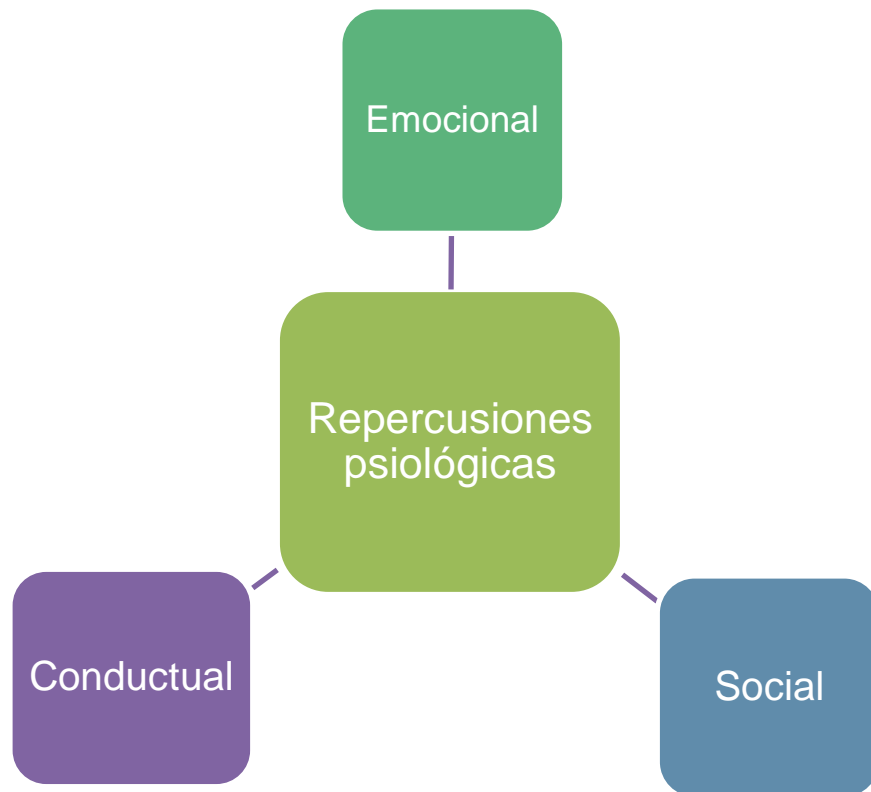 Emocional
Repercusiones
psiológicas
Conductual
Social